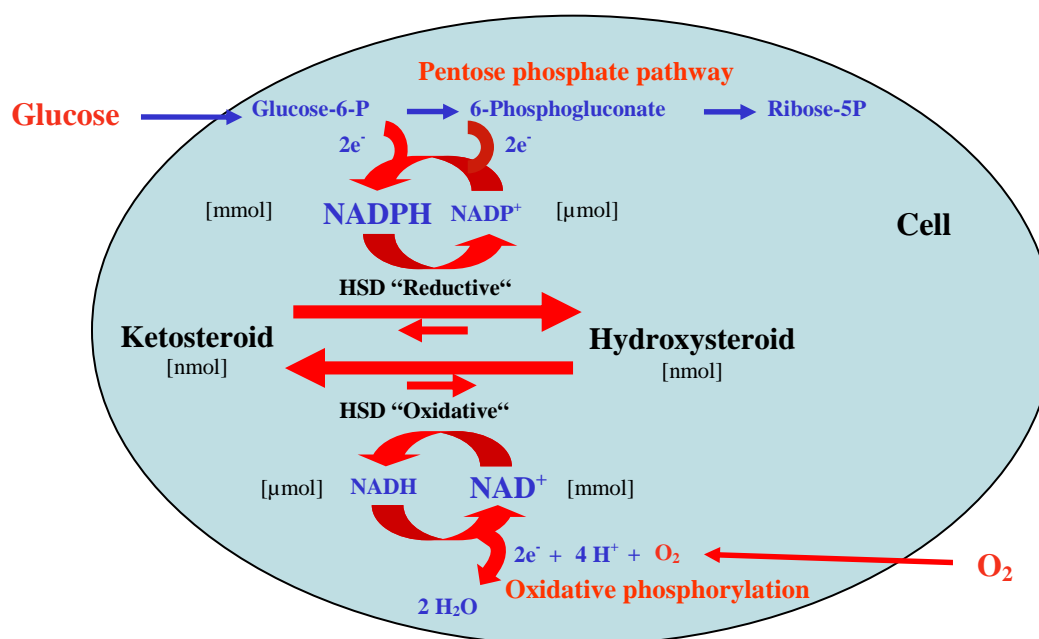 Pentose phosphate pathway
Glucose
Glucose-6-P
6-Phosphogluconate
Ribose-5P
2e⁻
2e⁻
[mmol]
NADPH
NADP⁺
[µmol]
Cell
HSD “Reductive“
Ketosteroid
[nmol]
Hydroxysteroid
[nmol]
HSD “Oxidative“
[µmol]
NADH
NAD⁺
[mmol]
2e⁻ + 4 H⁺ + O₂
O₂
Oxidative phosphorylation
2 H₂O